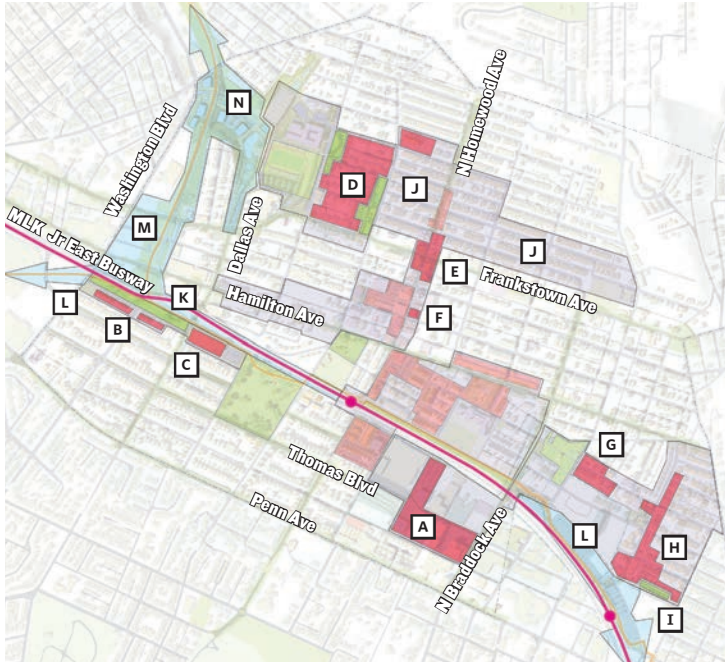 N
Washington Blvd
N Homewood Ave
D
J
M
Dallas Ave
J
MLK Jr East Busway
E
Frankstown Ave
K
L
Hamilton Ave
F
B
C
G
Thomas Blvd
Penn Ave
A
N Braddock Ave
L
H
I